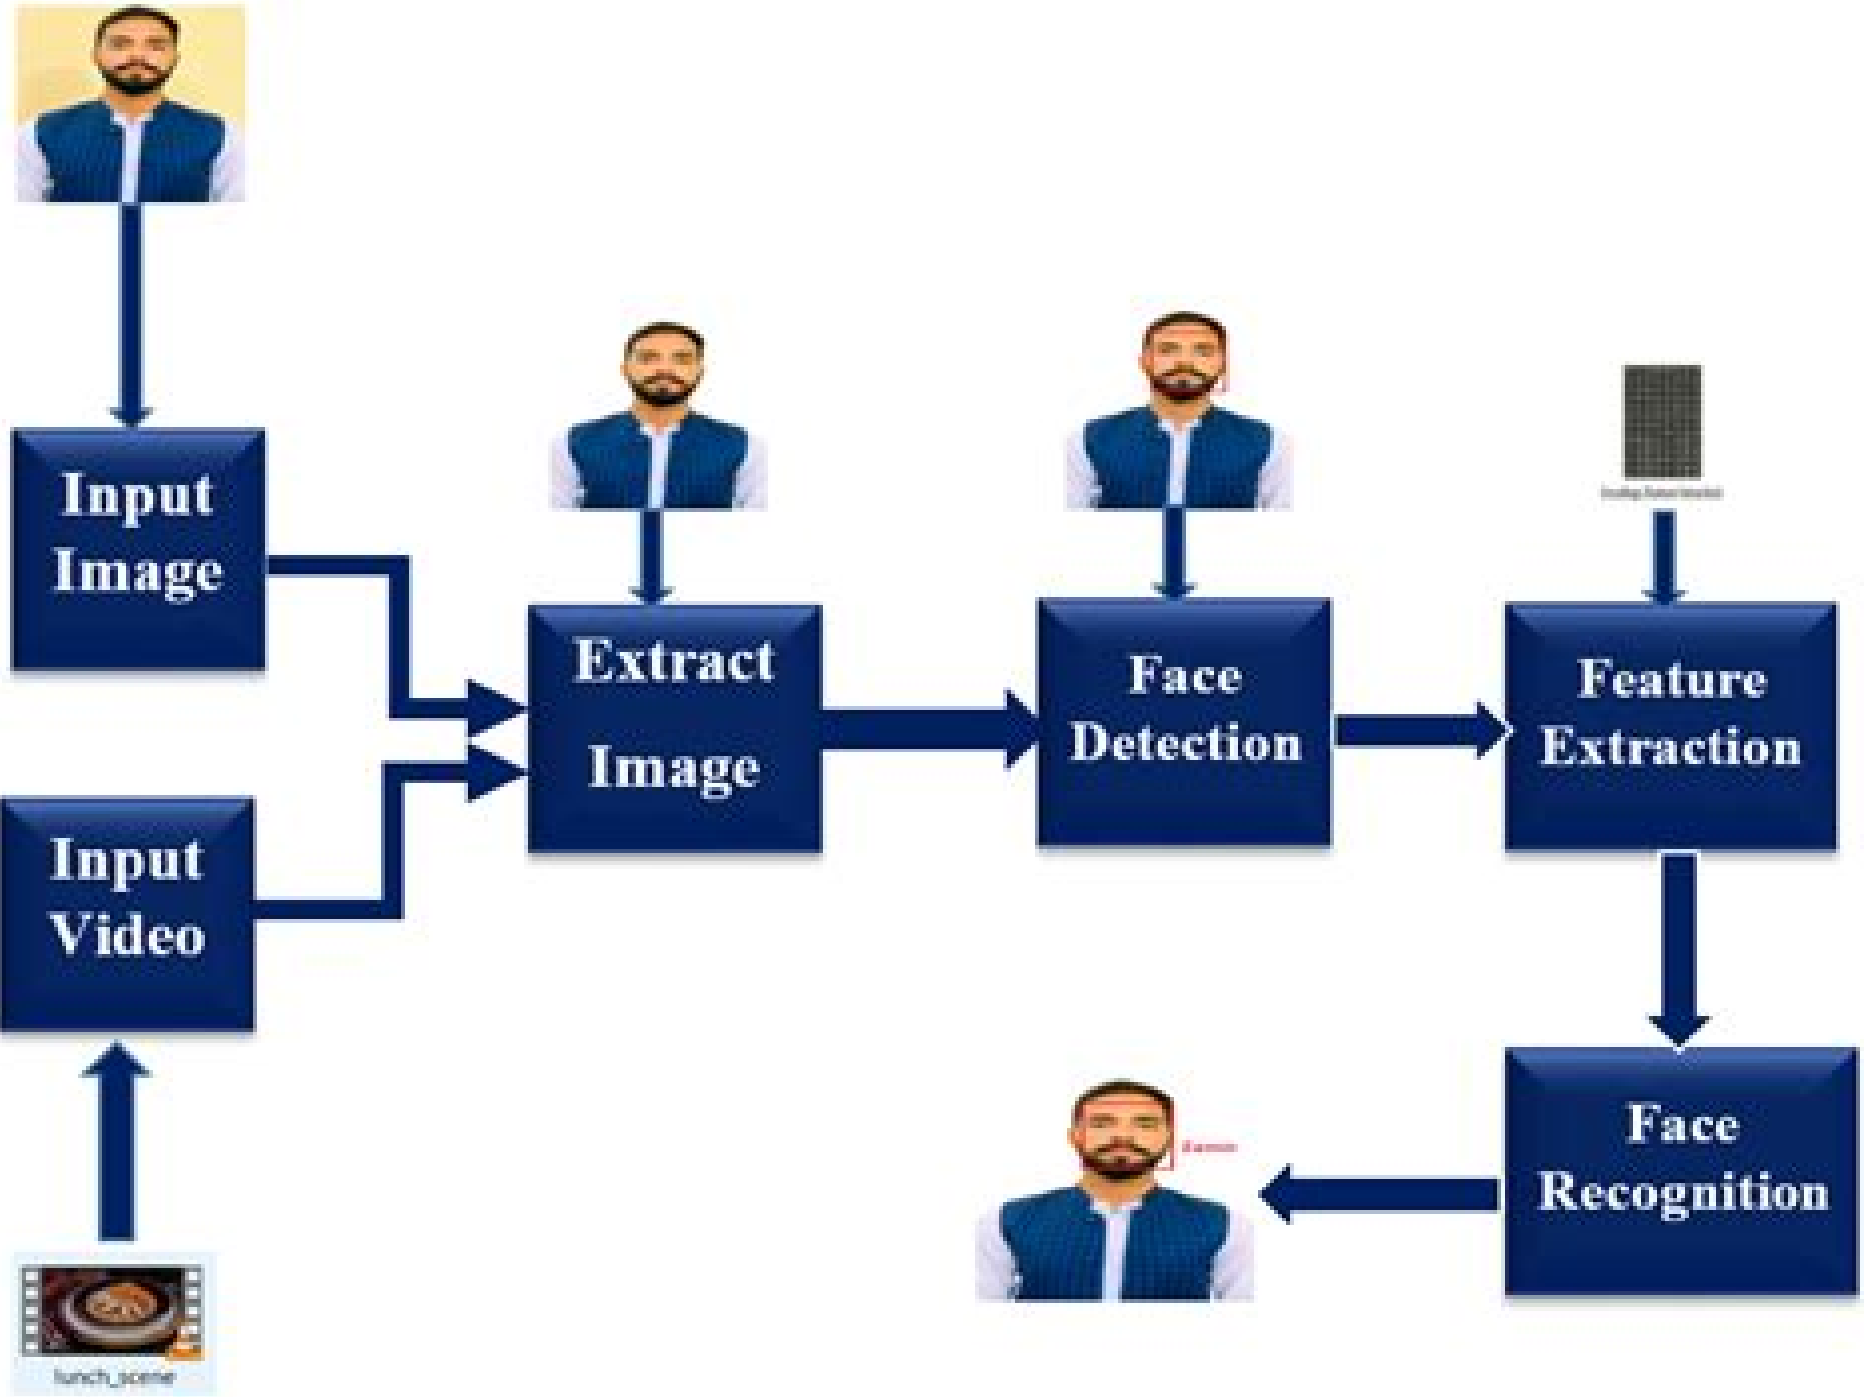 Input
Image
Extract
Image
Face
Detection
Feature
Extraction
Input
Video
Face
Recognition
lunch_scene